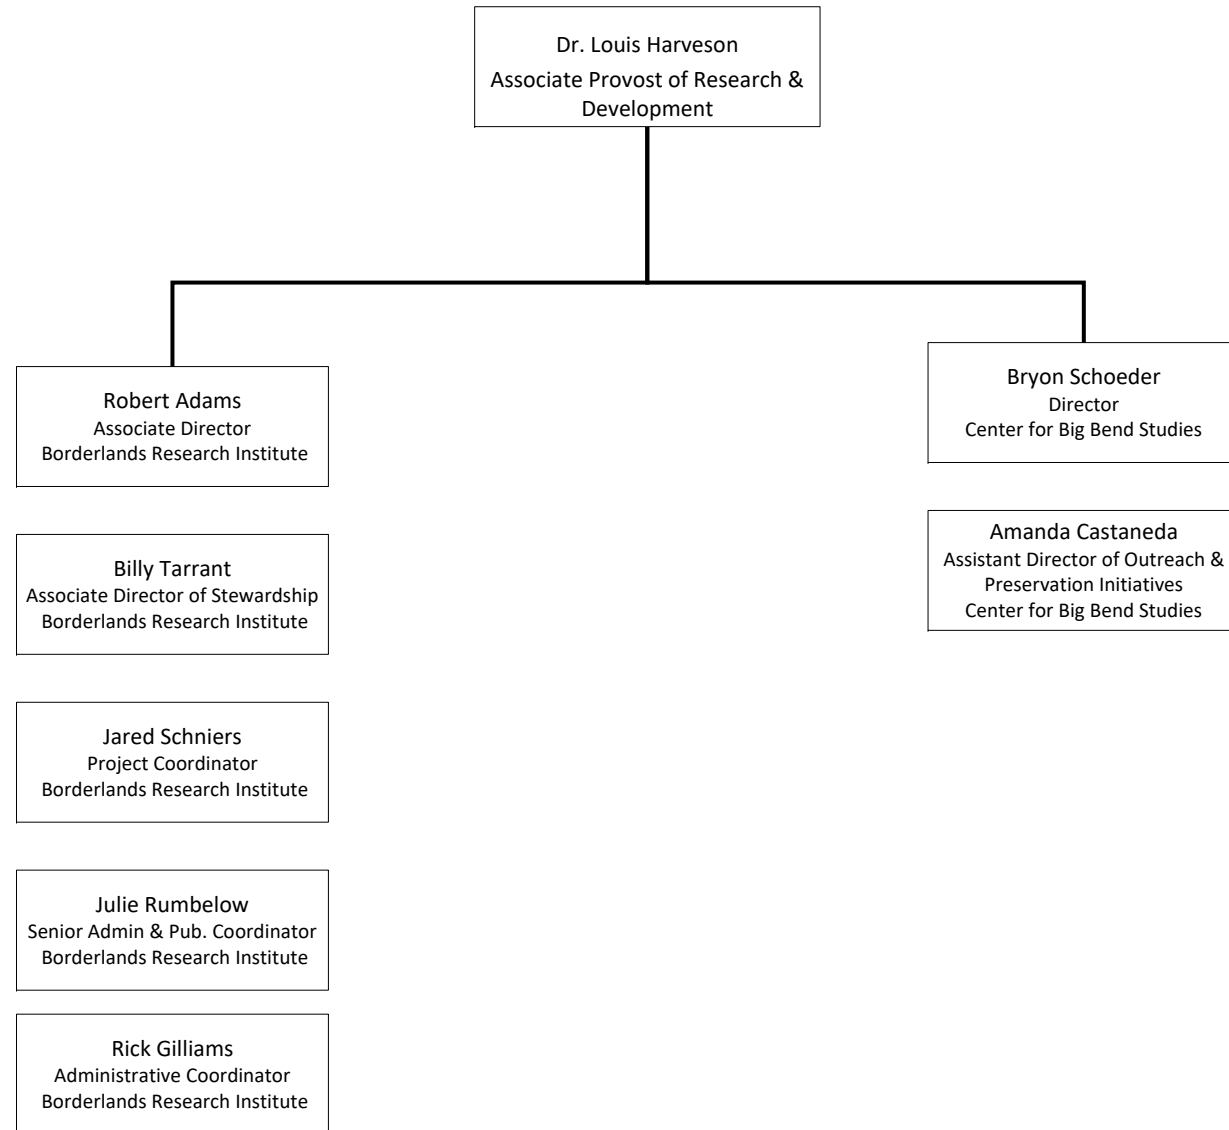 Dr. Louis Harveson
Associate Provost of Research &
Development
Robert Adams
Associate Director
Borderlands Research Institute
Billy Tarrant
Associate Director of Stewardship
Borderlands Research Institute
Jared Schniers
Project Coordinator
Borderlands Research Institute
Julie Rumbelow
Senior Admin & Pub. Coordinator
Borderlands Research Institute
Rick Gilliams
Administrative Coordinator
Borderlands Research Institute
Bryon Schoeder
Director
Center for Big Bend Studies
Amanda Castaneda
Assistant Director of Outreach &
Preservation Initiatives
Center for Big Bend Studies